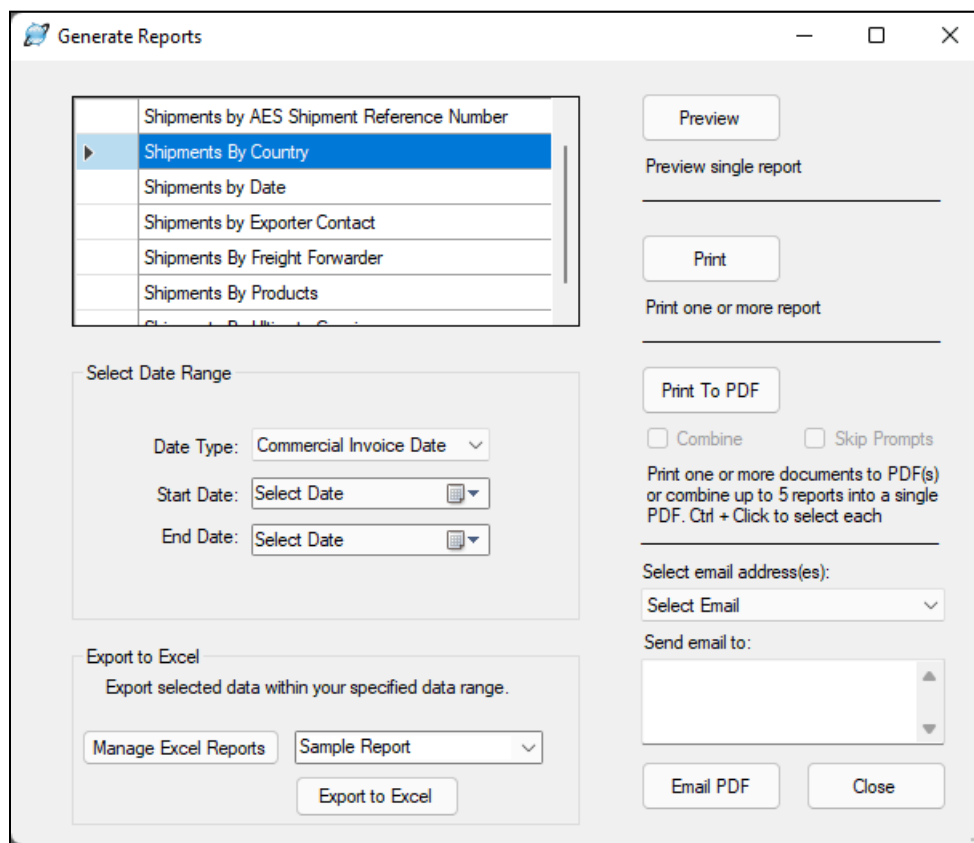 Generate Reports
Shipments by AES Shipment Reference Number
Shipments By Country
Shipments by Date
Shipments by Exporter Contact
Shipments By Freight Forwarder
Shipments By Products
Select Date Range
Date Type: Commercial Invoice Date
Start Date: Select Date
End Date: Select Date
Export to Excel
Export selected data within your specified data range.
Manage Excel Reports Sample Report
Export to Excel
Preview
Preview single report
Print
Print one or more report
Print To PDF
Combine Skip Prompts
Print one or more documents to PDF(s)
or combine up to 5 reports into a single
PDF. Ctrl + Click to select each
Select email address(es):
Select Email
Send email to:
Email PDF Close